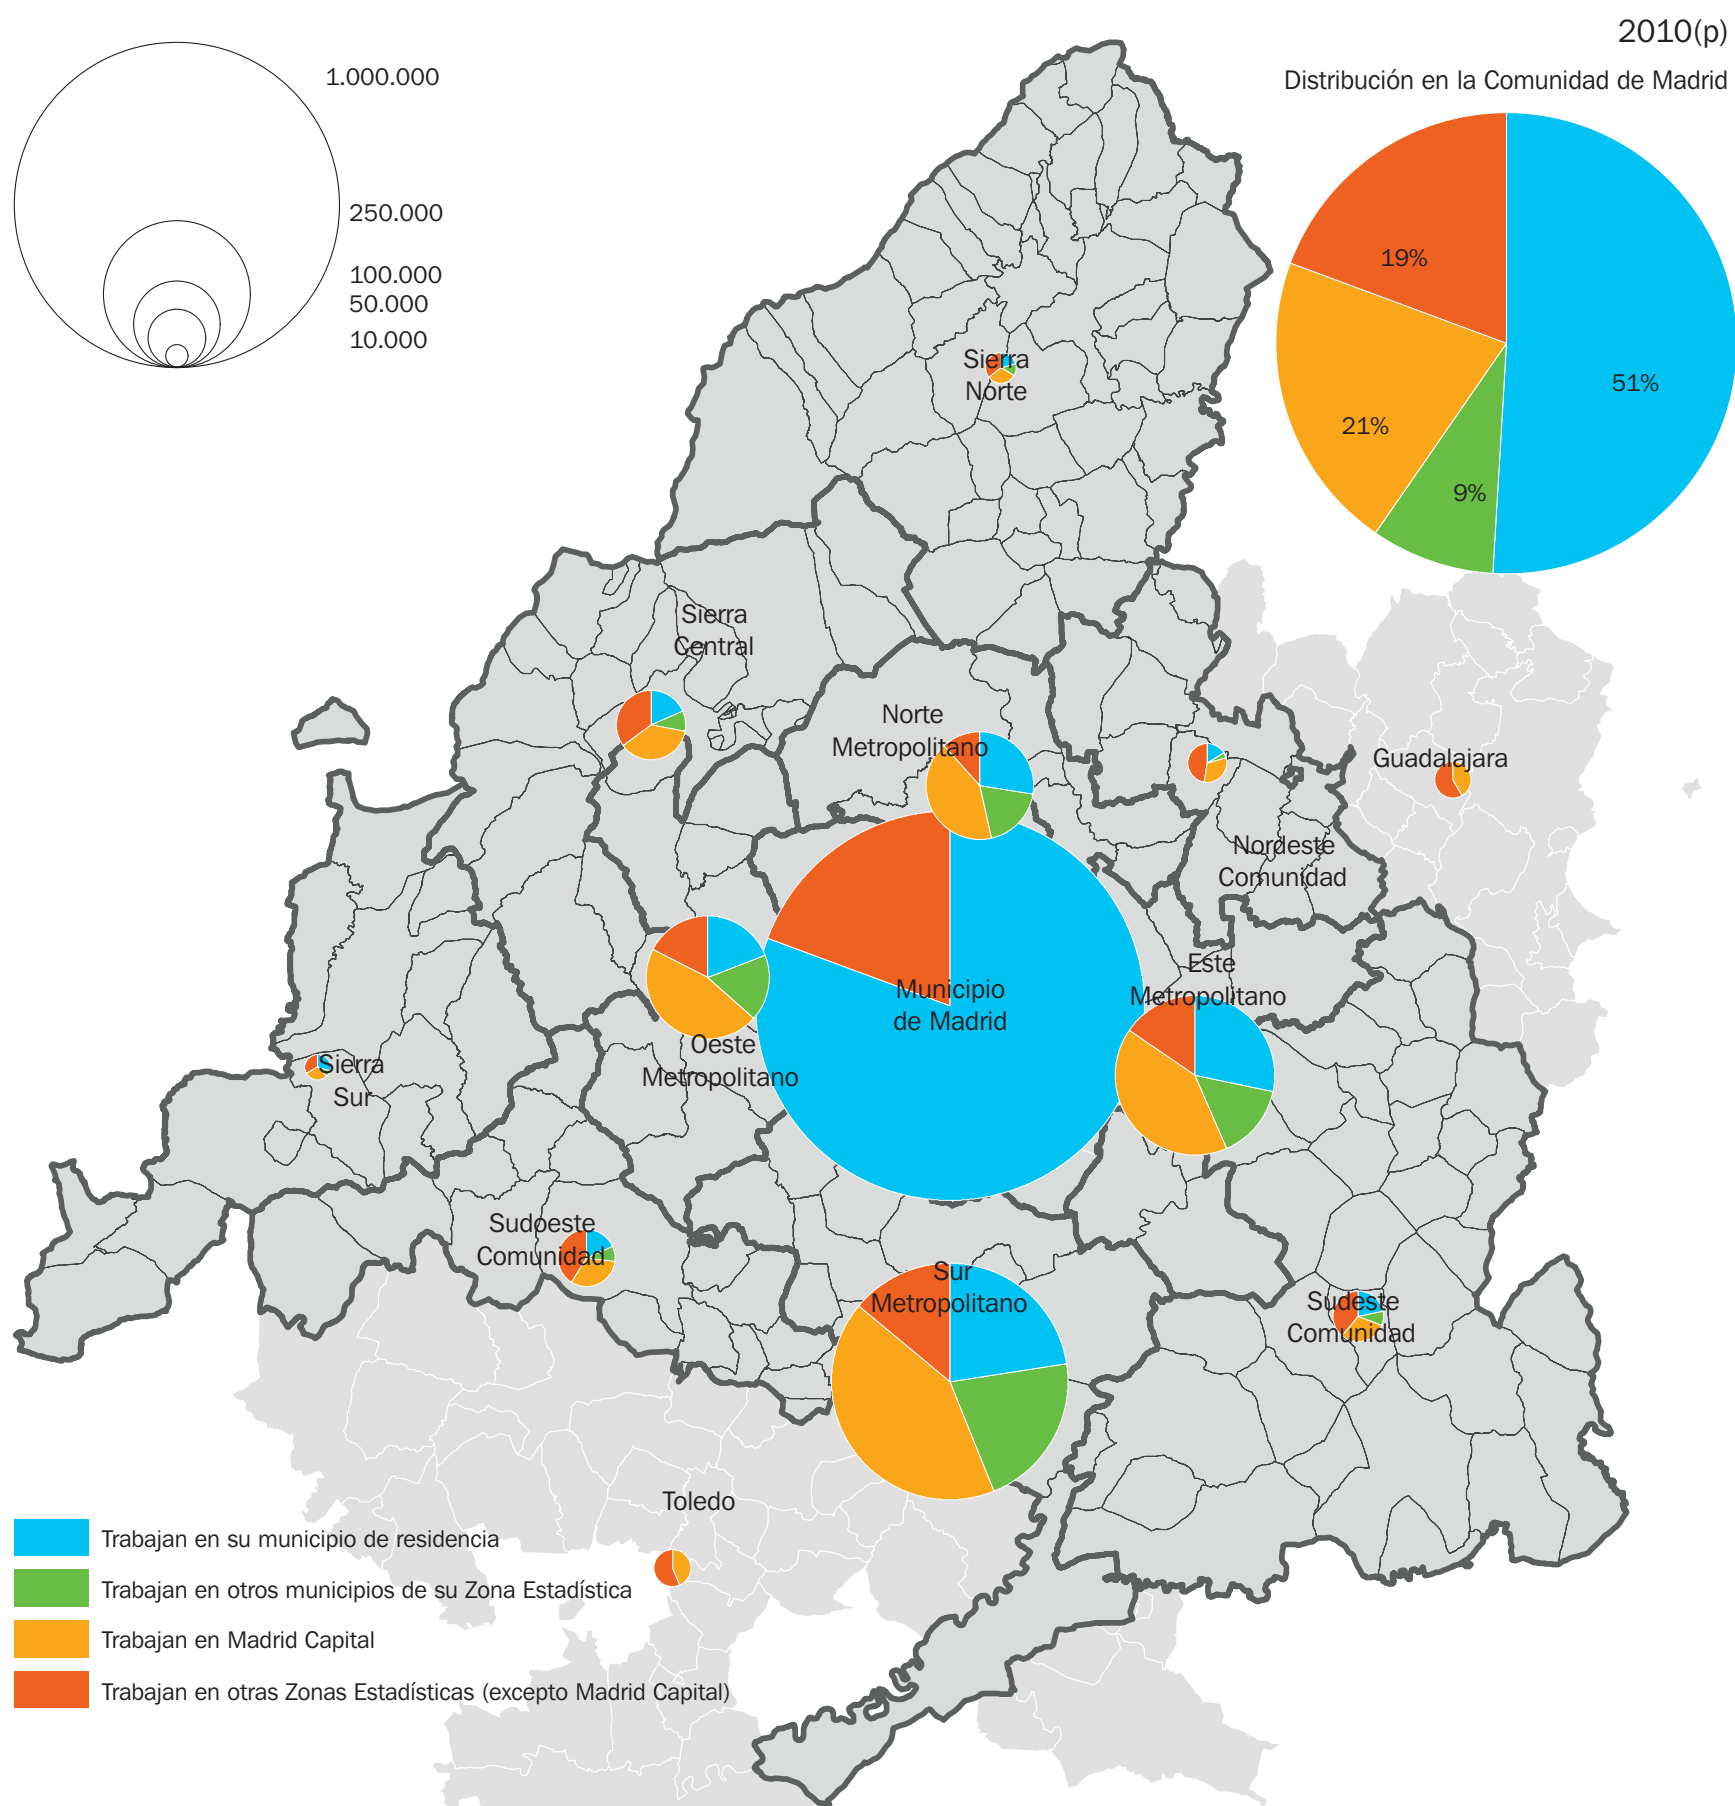 2010(p)
Distribución en la Comunidad de Madrid
1.000.000
250.000
100.000
50.000
10.000
19%
51%
21%
9%
Sierra
Norte
Sierra
Central
Norte
Metropolitano
Guadalajara
Nordeste
Comunidad
Municipio
de Madrid
Este
Metropolitano
Oeste
Metropolitano
Sierra
Sur
Sudoeste
Comunidad
Sur
Metropolitano
Sudeste
Comunidad
Toledo
Trabajan en su municipio de residencia
Trabajan en otros municipios de su Zona Estadística
Trabajan en Madrid Capital
Trabajan en otras Zonas Estadísticas (excepto Madrid Capital)